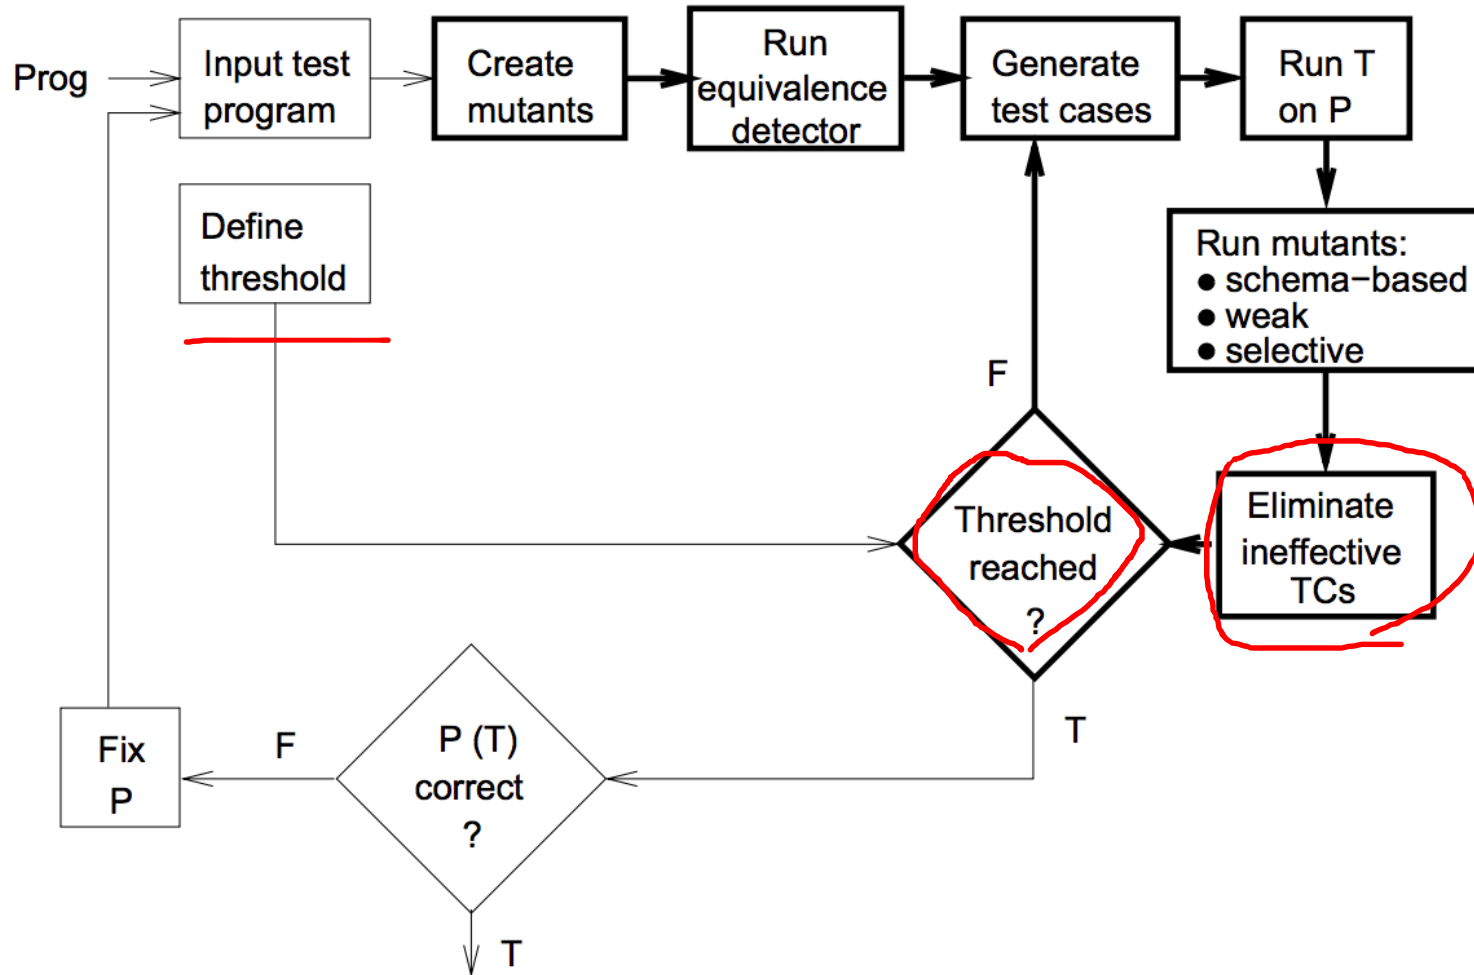 Prog
Input test
program
Create
mutants
Run
equivalence
detector
Generate
test cases
Run T
on P
Define
threshold
Run mutants:
● schema−based
● weak
● selective
F
Threshold
reached
?
Eliminate
ineffective
TCs
T
Fix
P
F
P (T)
correct
?
T